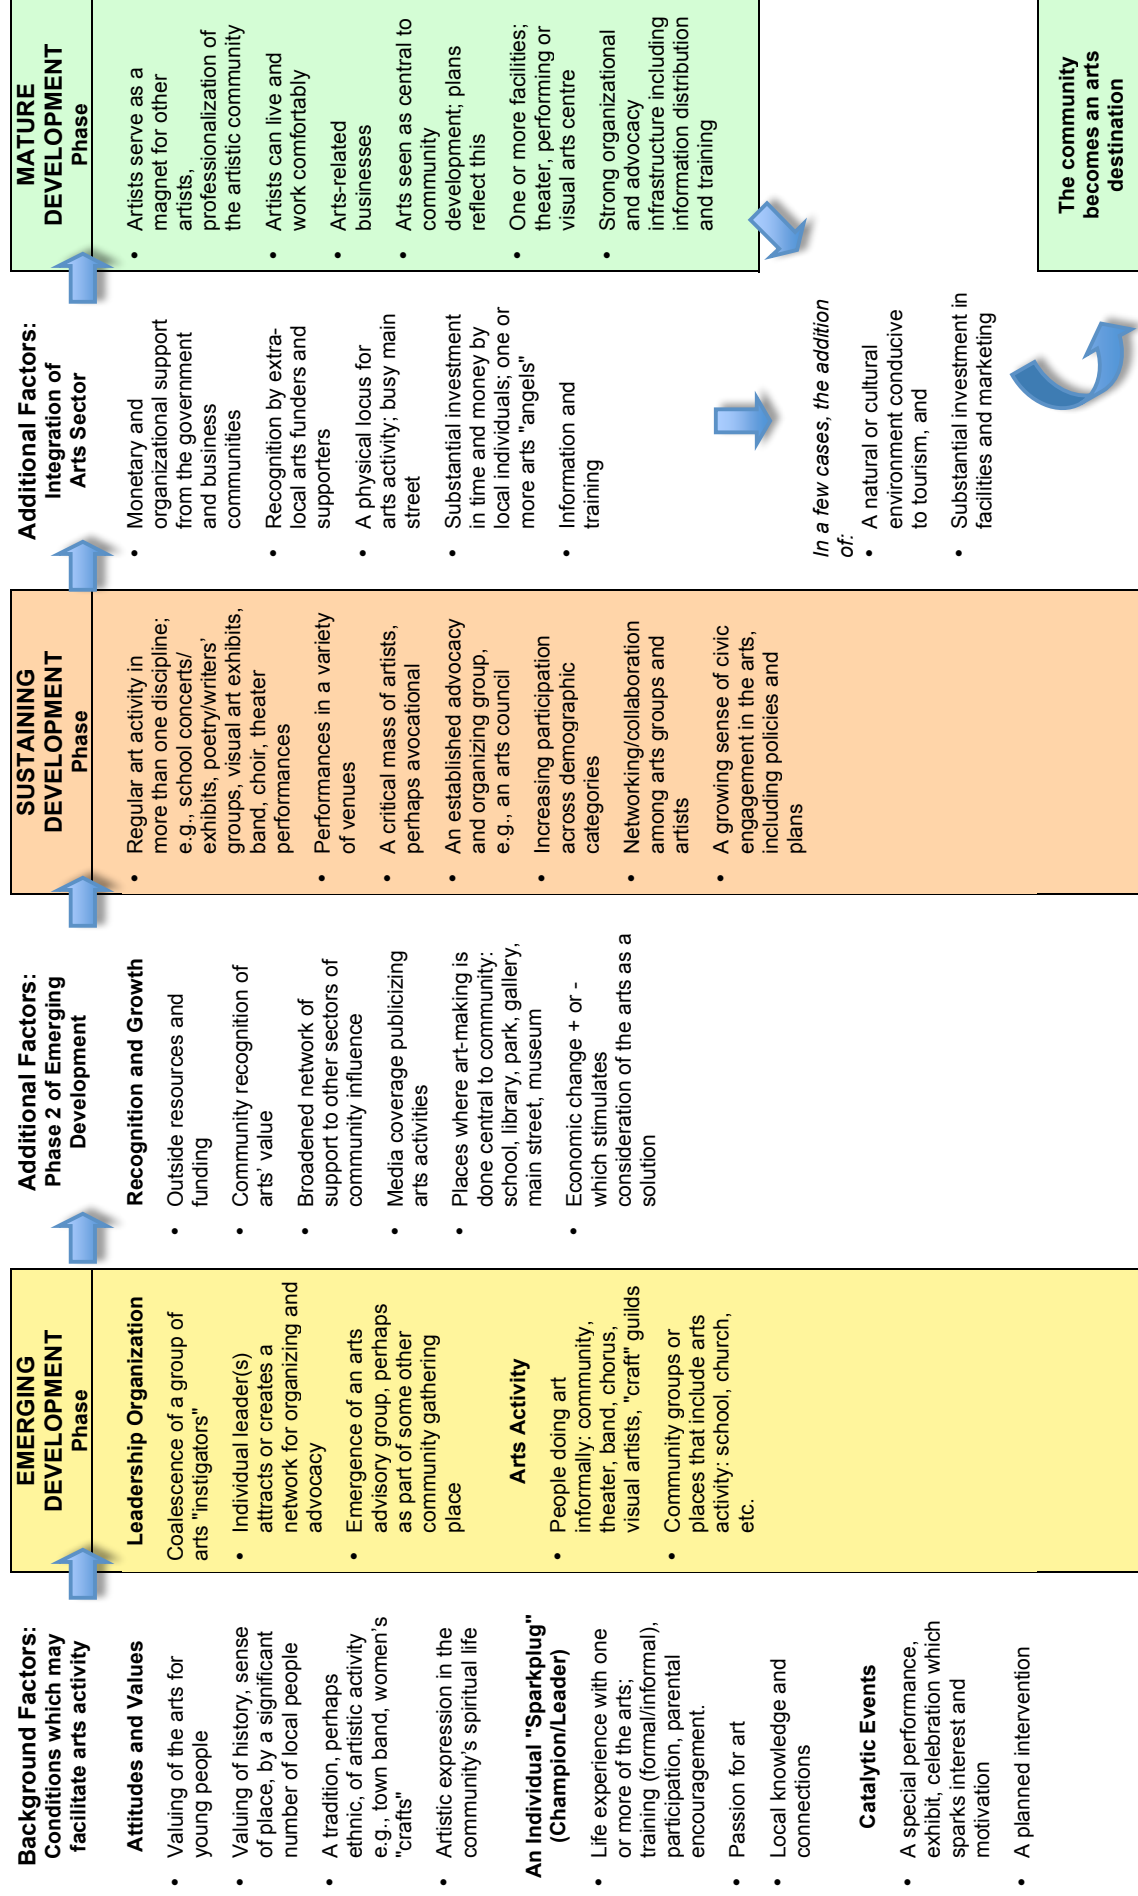 Background Factors:
Conditions which may
facilitate arts activity
Attitudes and Values
• Valuing of the arts for
young people
• Valuing of history, sense
of place, by a significant
number of local people
• A tradition, perhaps
ethnic, of artistic activity
e.g., town band, women's
"crafts"
• Artistic expression in the
community's spiritual life
An Individual "Sparkplug"
(Champion/Leader)
• Life experience with one
or more of the arts;
training (formal/informal),
participation, parental
encouragement.
• Passion for art
• Local knowledge and
connections
Catalytic Events
• A special performance,
exhibit, celebration which
sparks interest and
motivation
• A planned intervention
EMERGING
DEVELOPMENT
Phase
Leadership Organization
Coalescence of a group of
arts "instigators"
• Individual leader(s)
attracts or creates a
network for organizing and
advocacy
• Emergence of an arts
advisory group, perhaps
as part of some other
community gathering
place
Arts Activity
• People doing art
informally: community,
theater, band, chorus,
visual artists, "craft" guilds
• Community groups or
places that include arts
activity: school, church,
etc.
Additional Factors:
Phase 2 of Emerging
Development
Recognition and Growth
• Outside resources and
funding
• Community recognition of
arts' value
• Broadened network of
support to other sectors of
community influence
• Media coverage publicizing
arts activities
• Places where art-making is
done central to community:
school, library, park, gallery,
main street, museum
• Economic change + or -
which stimulates
consideration of the arts as a
solution
SUSTAINING
DEVELOPMENT
Phase
• Regular art activity in
more than one discipline;
e.g., school concerts/
exhibits, poetry/writers'
groups, visual art exhibits,
band, choir, theater
performances
• Performances in a variety
of venues
• A critical mass of artists,
perhaps avocational
• An established advocacy
and organizing group,
e.g., an arts council
• Increasing participation
across demographic
categories
• Networking/collaboration
among arts groups and
artists
• A growing sense of civic
engagement in the arts,
including policies and
plans
Additional Factors:
Integration of
Arts Sector
• Monetary and
organizational support
from the government
and business
communities
• Recognition by extra-
local arts funders and
supporters
• A physical locus for
arts activity; busy main
street
• Substantial investment
in time and money by
local individuals; one or
more arts "angels"
• Information and
training
In a few cases, the addition
of:
• A natural or cultural
environment conducive
to tourism, and
• Substantial investment in
facilities and marketing
MATURE
DEVELOPMENT
Phase
• Artists serve as a
magnet for other
artists,
professionalization of
the artistic community
• Artists can live and
work comfortably
• Arts-related
businesses
• Arts seen as central to
community
development; plans
reflect this
• One or more facilities;
theater, performing or
visual arts centre
• Strong organizational
and advocacy
infrastructure including
information distribution
and training
The community
becomes an arts
destination